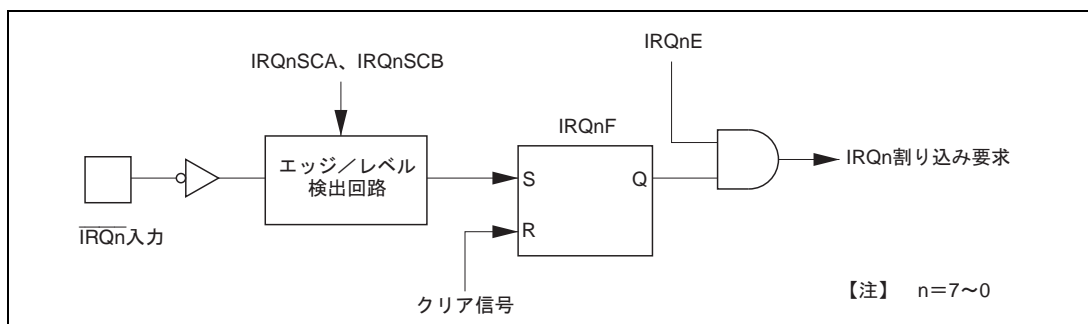 IRQnE
IRQnSCA、IRQnSCB
IRQnF
エッジ／レベル
検出回路
S
Q
R
IRQn割り込み要求
IRQn入力
クリア信号
【注】 n＝7～0